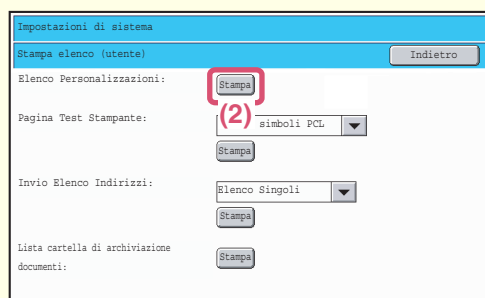 Impostazioni di sistema
Stampa elenco (utente) Indietro
Elenco Personalizzazioni: Stampa
(2)
Pagina Test Stampante: simboli PCL
Stampa
Invio Elenco Indirizzi: Elenco Singoli
Stampa
Lista cartella di archiviazione
documenti: Stampa